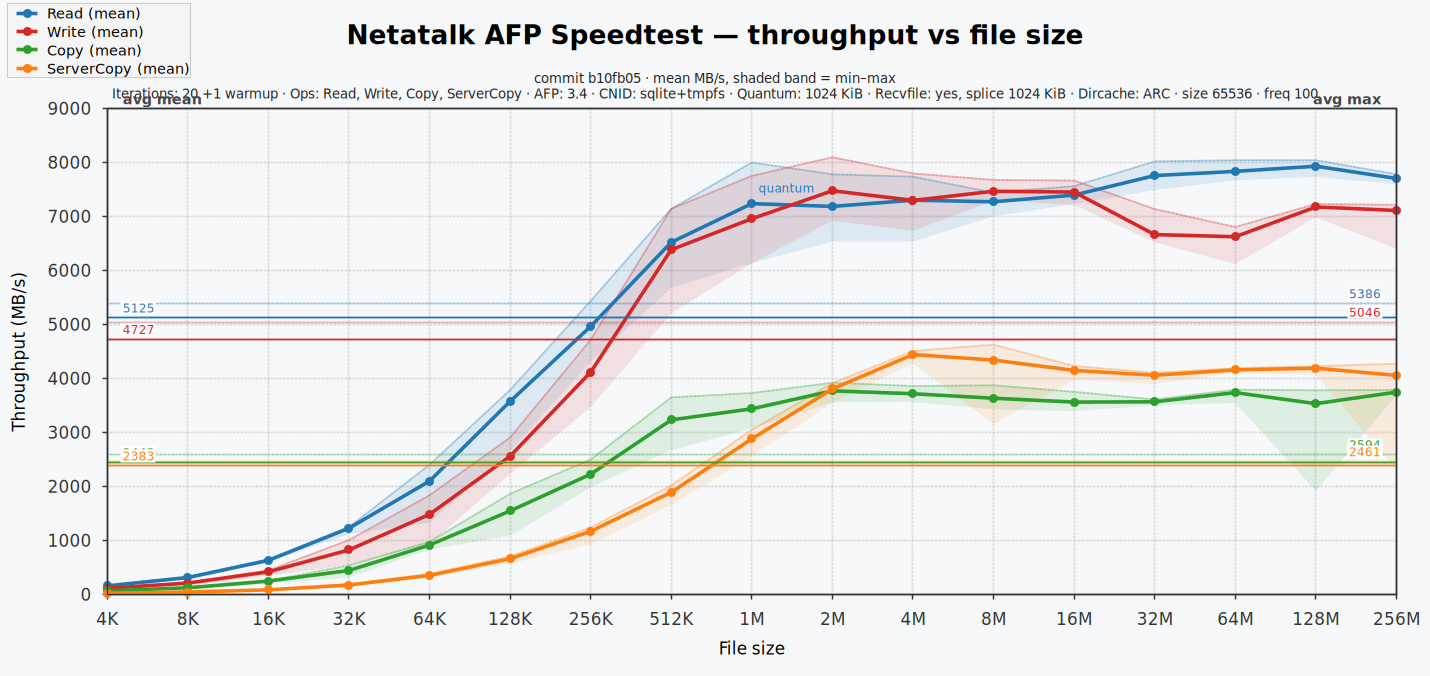 Read (mean)
Write (mean)
Copy (mean)
ServerCopy (mean)
Netatalk AFP Speedtest — throughput vs file size
commit b10fb05 · mean MB/s, shaded band = min–max
Iterations: 20 +1 warmup · Ops: Read, Write, Copy, ServerCopy · AFP: 3.4 · CNID: sqlite+tmpfs · Quantum: 1024 KiB · Recvfile: yes, splice 1024 KiB · Dircache: ARC · size 65536 · freq 100
avg mean
avg max
9000
8000
7000
6000
5000
4000
3000
2000
1000
0
Throughput (MB/s)
quantum
5125
4727
2383
5386
5046
2594
2461
4K 8K 16K 32K 64K 128K 256K 512K 1M 2M 4M 8M 16M 32M 64M 128M 256M
File size